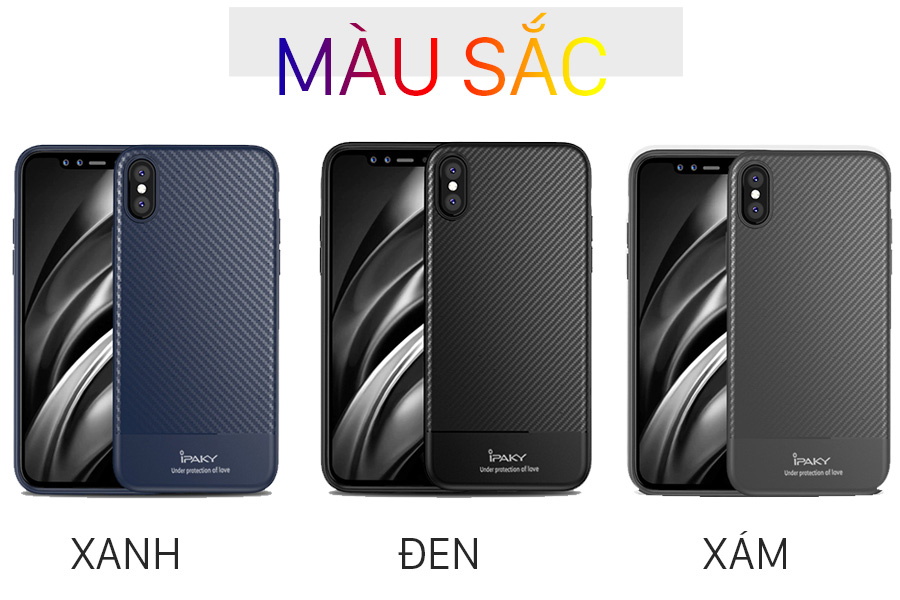 MÀU SẮC
iPAKY
Under protection of love
iPAKY
Under protection of love
iPAKY
Under protection of love
XANH
ĐEN
XÁM